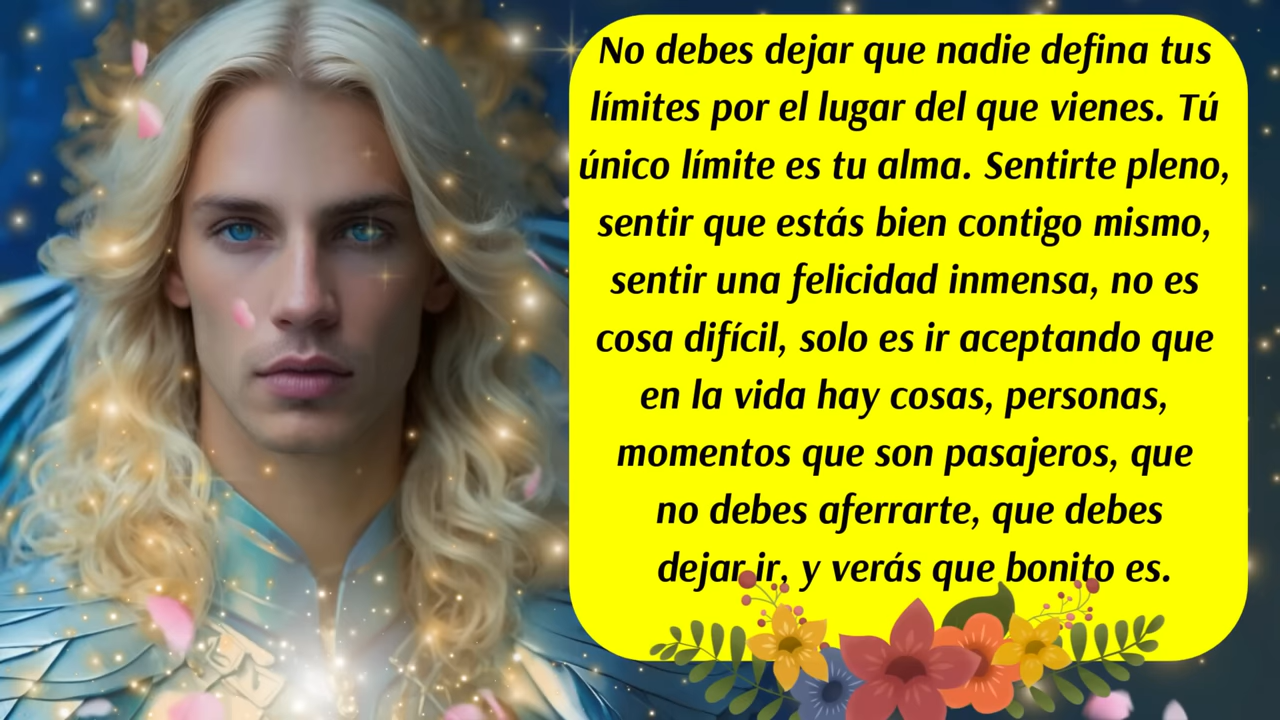 No debes dejar que nadie defina tus
límites por el lugar del que vienes. Tú
único límite es tu alma. Sentirte pleno,
sentir que estás bien contigo mismo,
sentir una felicidad inmensa, no es
cosa difícil, solo es ir aceptando que
en la vida hay cosas, personas,
momentos que son pasajeros, que
no debes aferrarte, que debes
dejar ir, y verás que bonito es.